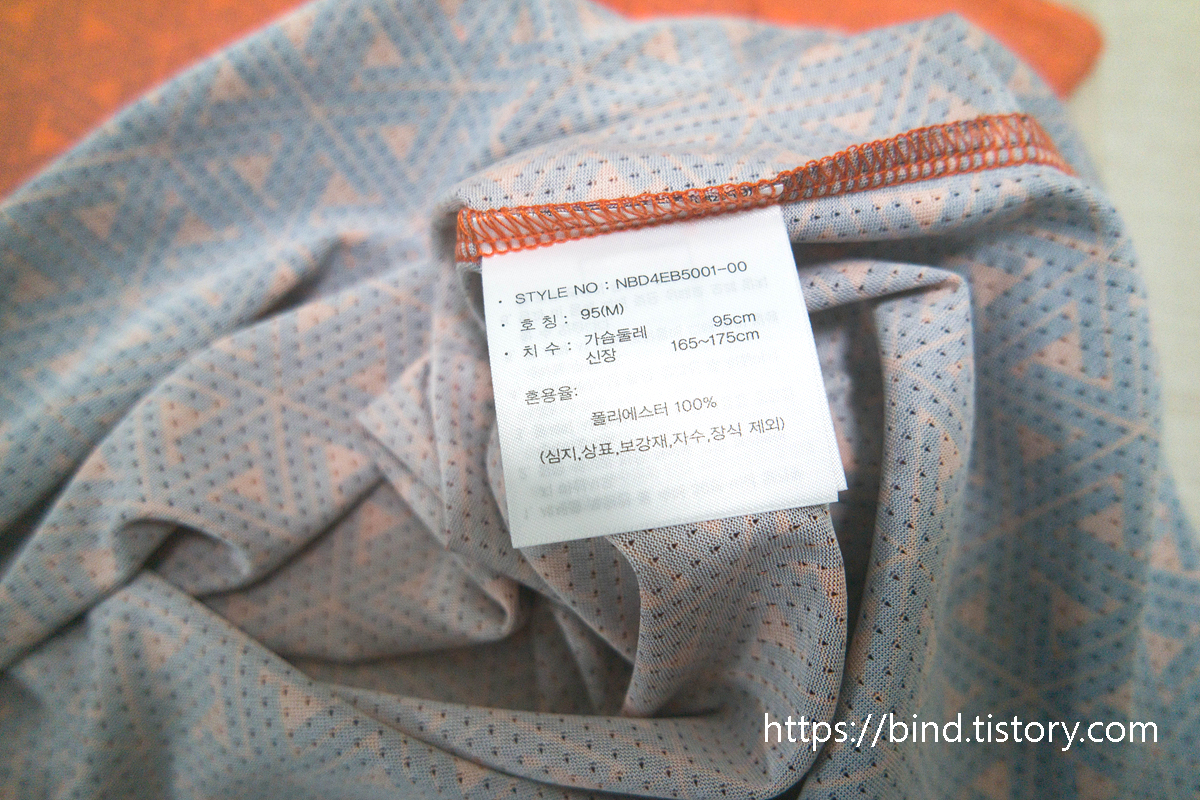 · STYLE NO : NBD4EB5001-00
· 호 칭 : 95(M)
· 치 수 : 가슴둘레 95cm
신장 165~175cm
혼용율:
폴리에스터 100%
(심지,상표,보강재,자수,장식 제외)
https://bind.tistory.com